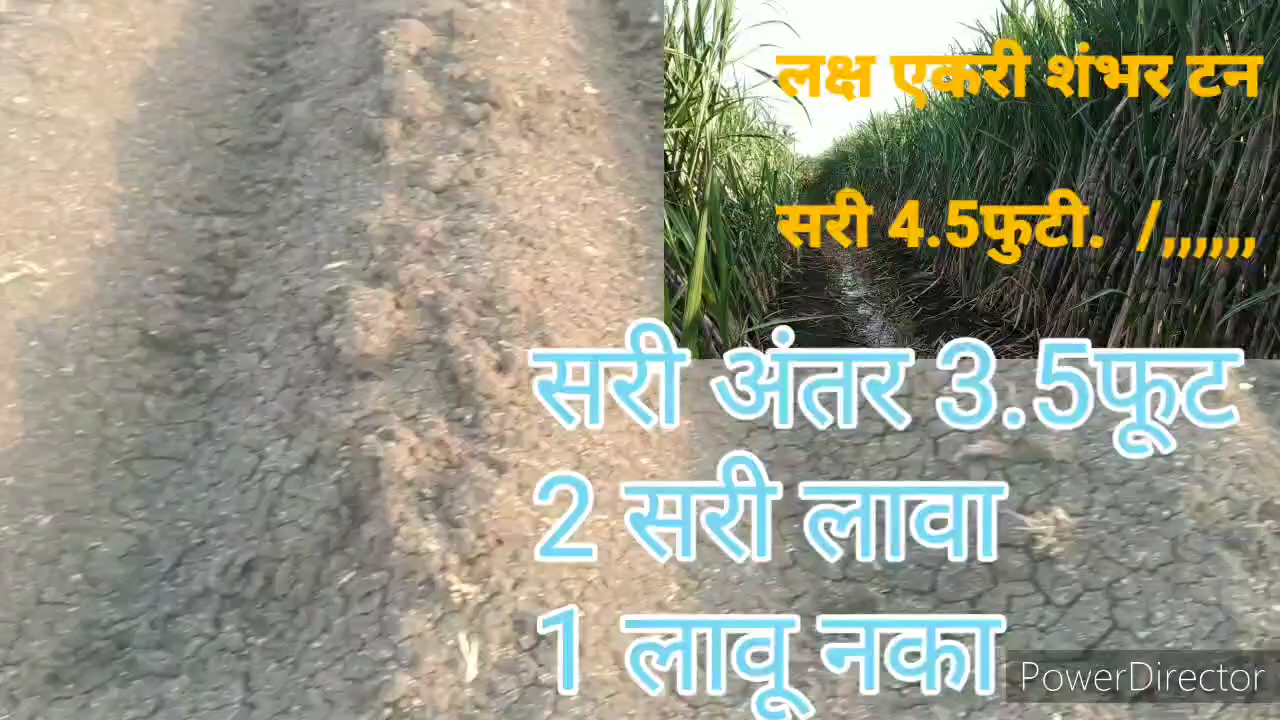 लक्ष एकरी शंभर टन
सरी 4.5फुटी. /,,,,,,
सरी अंतर 3.5फूट
2 सरी लावा
1 लावू नका
PowerDirector